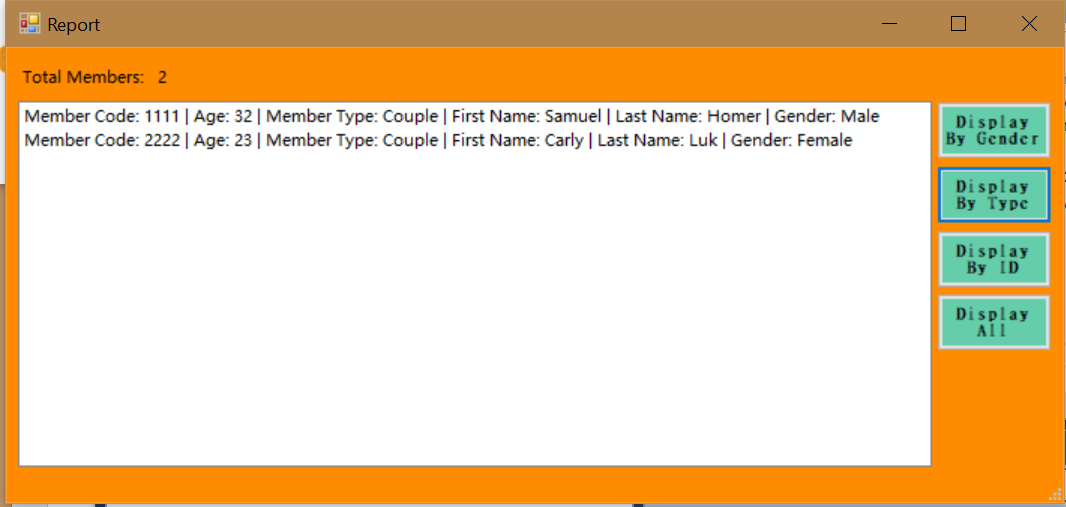 Report
Total Members: 2
Member Code: 1111 | Age: 32 | Member Type: Couple | First Name: Samuel | Last Name: Homer | Gender: Male
Member Code: 2222 | Age: 23 | Member Type: Couple | First Name: Carly | Last Name: Luk | Gender: Female
Display
By Gender
Display
By Type
Display
By ID
Display
All